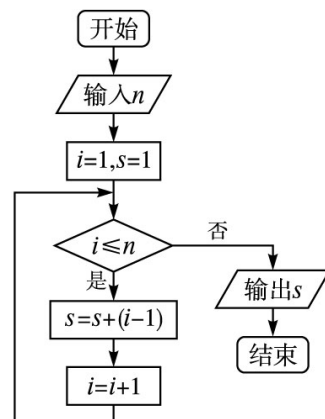 开始
输入n
i=1,s=1
i≤n
否
是
s=s+(i-1)
输出s
i=i+1
结束